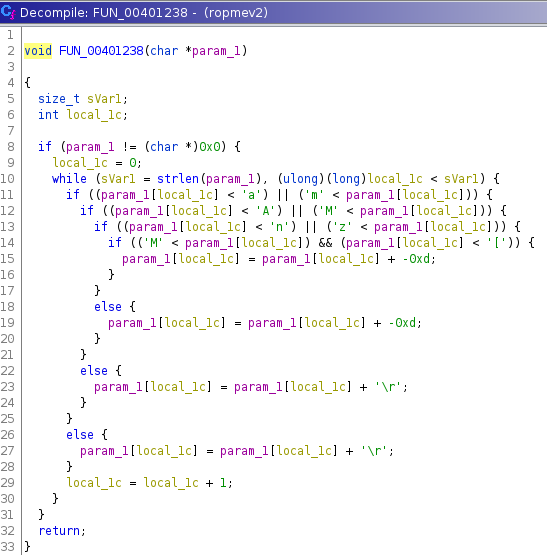 Decompile: FUN_00401238 - (ropmev2)
1
2 void FUN_00401238(char *param_1)
3
4 {
5 size_t sVar1;
6 int local_1c;
7
8 if (param_1 != (char *)0x0) {
9 local_1c = 0;
10 while (sVar1 = strlen(param_1), (ulong)(long)local_1c < sVar1) {
11 if ((param_1[local_1c] < 'a') || ('m' < param_1[local_1c])) {
12 if ((param_1[local_1c] < 'A') || ('M' < param_1[local_1c])) {
13 if ((param_1[local_1c] < 'n') || ('z' < param_1[local_1c])) {
14 if (('M' < param_1[local_1c]) && (param_1[local_1c] < '[')) {
15 param_1[local_1c] = param_1[local_1c] + -0xd;
16 }
17 }
18 else {
19 param_1[local_1c] = param_1[local_1c] + -0xd;
20 }
21 }
22 else {
23 param_1[local_1c] = param_1[local_1c] + '\r';
24 }
25 }
26 else {
27 param_1[local_1c] = param_1[local_1c] + '\r';
28 }
29 local_1c = local_1c + 1;
30 }
31 }
32 return;
33 }